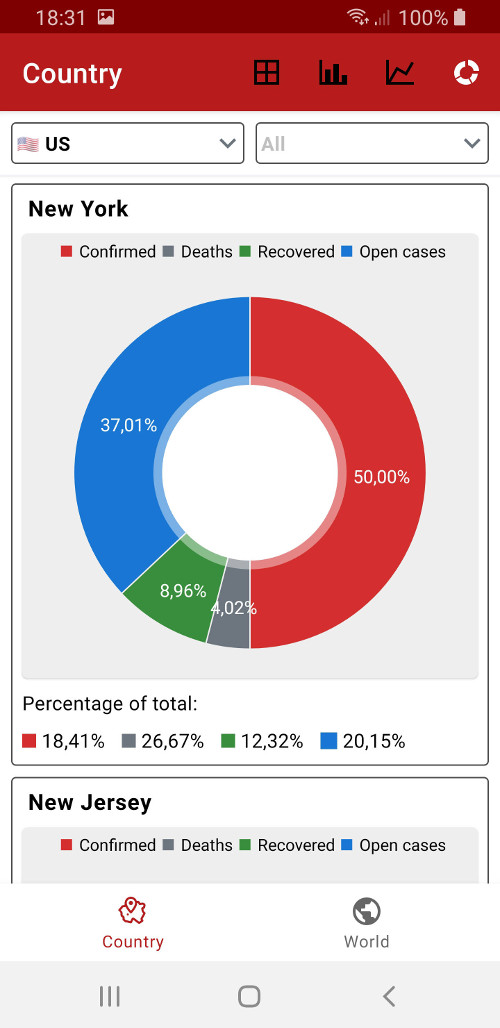 18:31 100%
Country
US All
New York
Confirmed Deaths Recovered Open cases
37,01%
50,00%
8,96%
4,02%
Percentage of total:
18,41% 26,67% 12,32% 20,15%
New Jersey
Confirmed Deaths Recovered Open cases
Country World